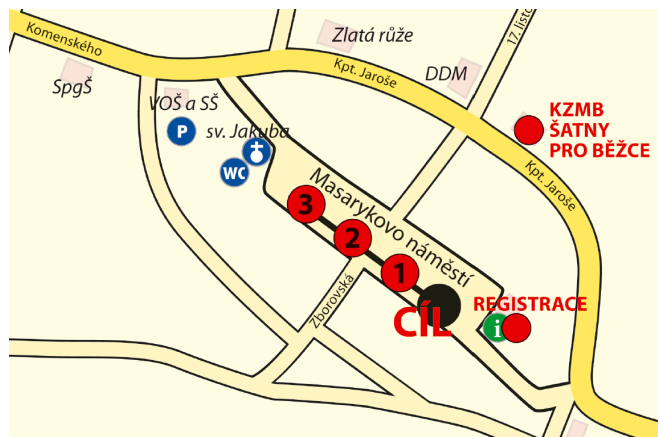 Komenského
Zlatá růže
17.listo
Kpt. Jaroše
DDM
SpgŠ
VOŠ a SŠ
KZMB
ŠATNY
PRO BĚŽCE
P
sv. Jakuba
WC
Kpt. Jaroše
Masarykovo náměstí
3
2
1
Zborovská
REGISTRACE
CÍL
i